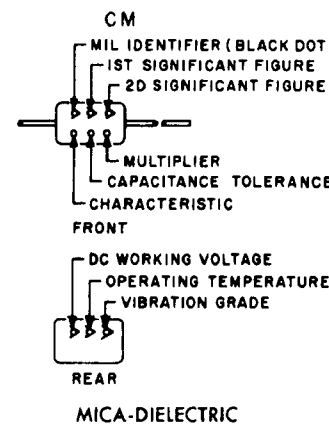 CM
MIL IDENTIFIER (BLACK DOT
1ST SIGNIFICANT FIGURE
2D SIGNIFICANT FIGURE
MULTIPLIER
CAPACITANCE TOLERANCE
CHARACTERISTIC
FRONT
DC WORKING VOLTAGE
OPERATING TEMPERATURE
VIBRATION GRADE
REAR
MICA-DIELECTRIC